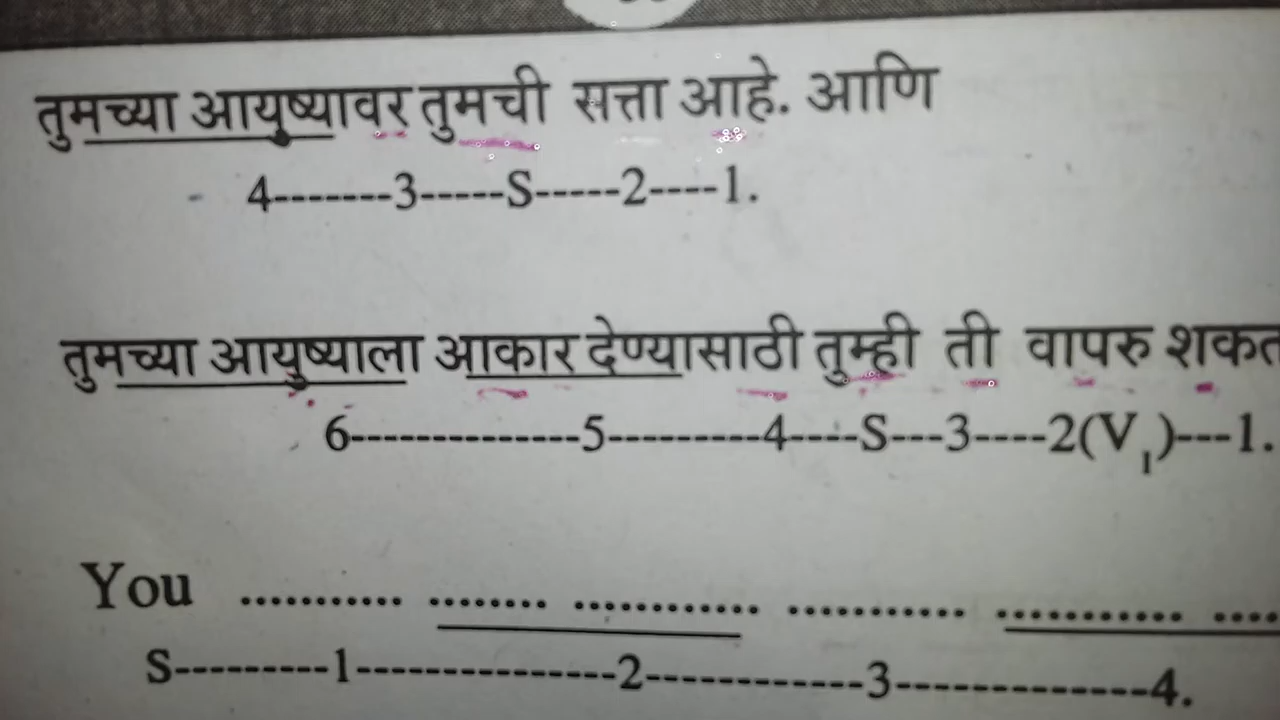 तुमच्या आयुष्यावर तुमची सत्ता आहे. आणि
4-------3-----S-----2----1.
तुमच्या आयुष्याला आकार देण्यासाठी तुम्ही ती वापरु शकत
6--------------5---------4----S---3----2(V1)---1.
You ........... ........ ............ ........... ............ ....
S---------1---------------2------------3--------------4.